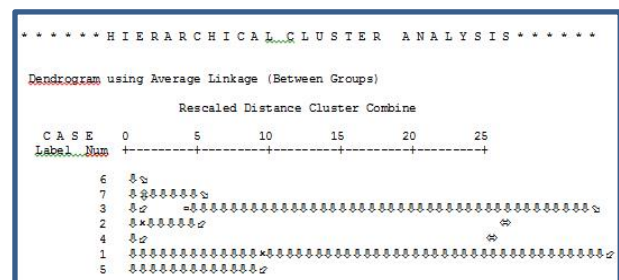 * * * * * * H I E R A R C H I C A L C L U S T E R A N A L Y S I S * * * * * *
Dendrogram using Average Linkage (Between Groups)
Rescaled Distance Cluster Combine
C A S E 0 5 10 15 20 25
Label Num +---------+---------+---------+---------+---------+
6
7
3
2
4
1
5